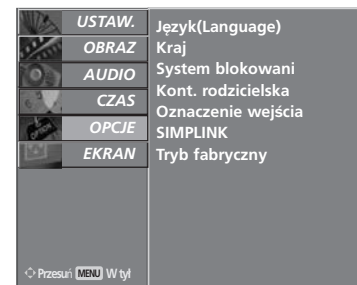 USTAW.
OBRAZ
AUDIO
CZAS
OPCJE
EKRAN
Język(Language)
Kraj
System blokowani
Kont. rodzicielska
Oznaczenie wejścia
SIMPLINK
Tryb fabryczny
Przesuń MENU W tył